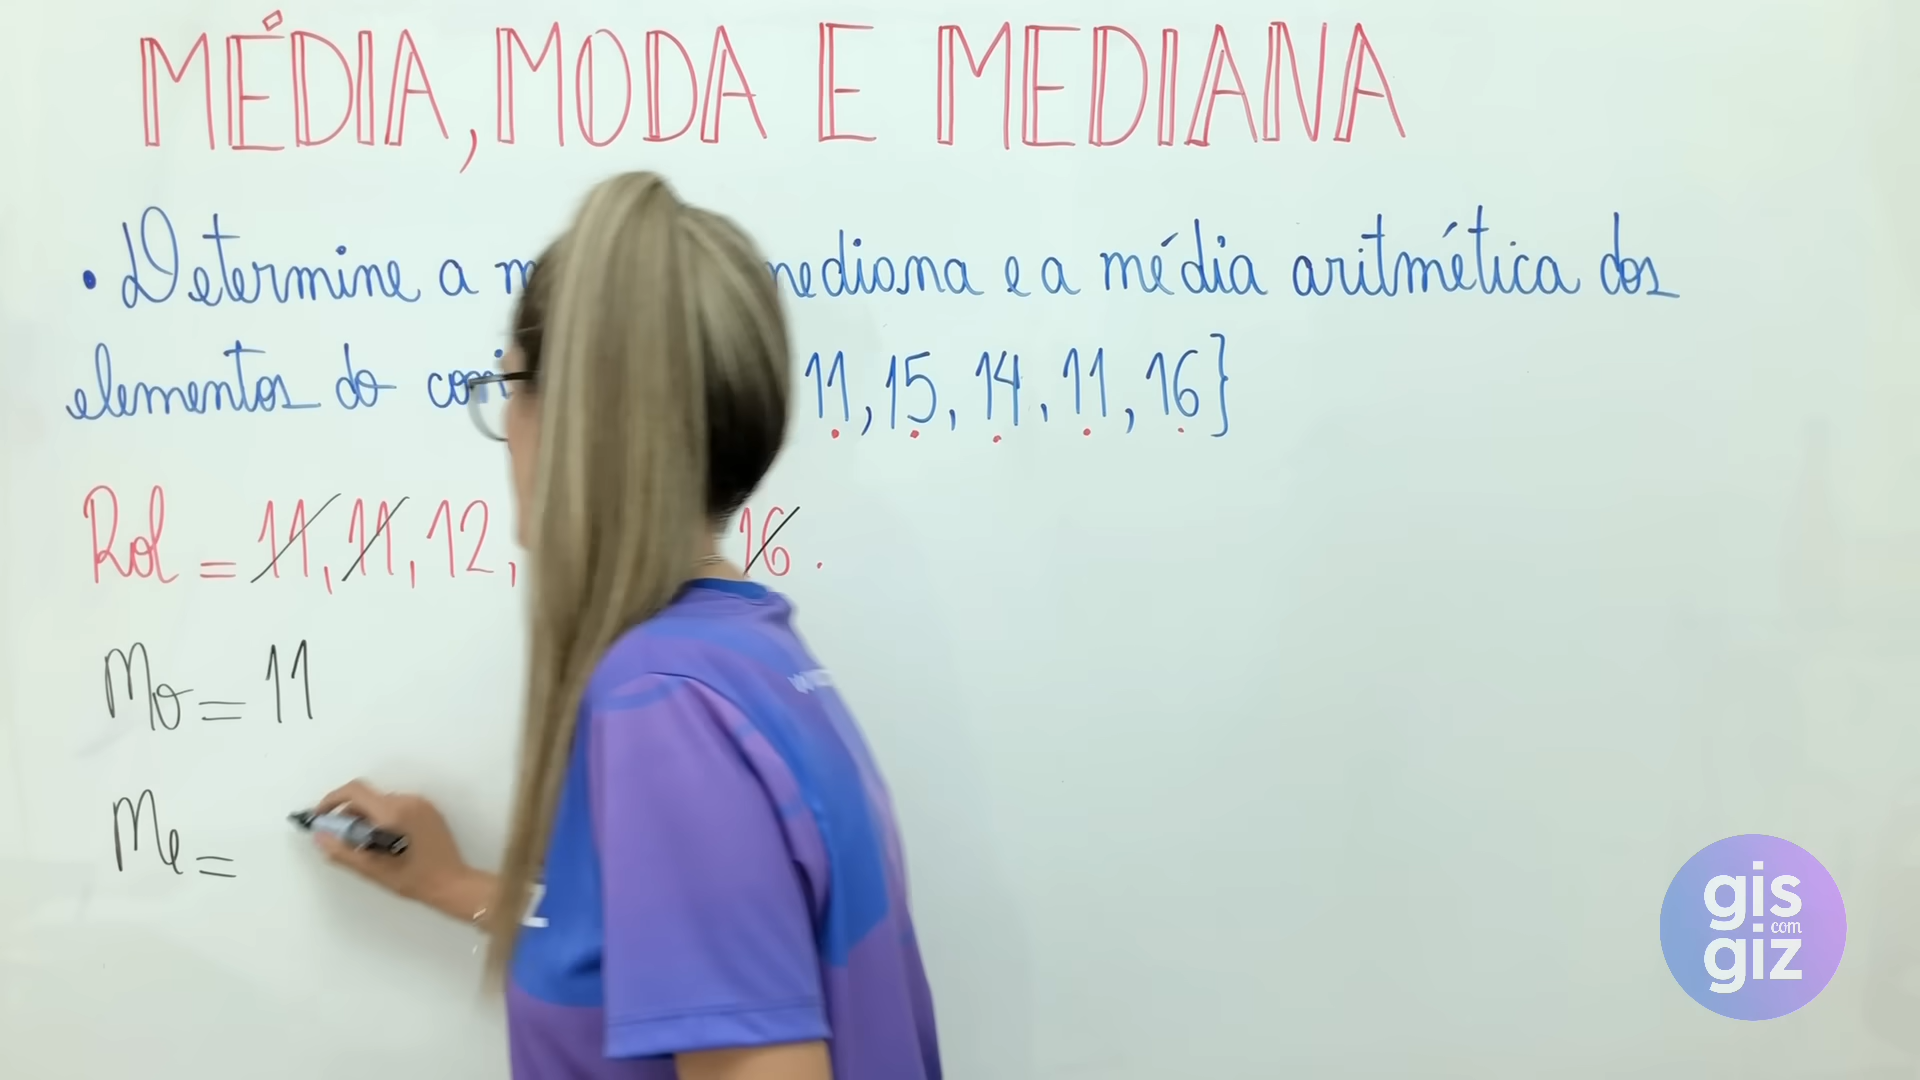 MÉDIA, MODA E MEDIANA
• Determine a mediana e a média aritmética dos
elementos do 11, 15, 14, 11, 16}
Rol = 11, 11, 12, 16.
Mo = 11
Me =
gis
com
giz